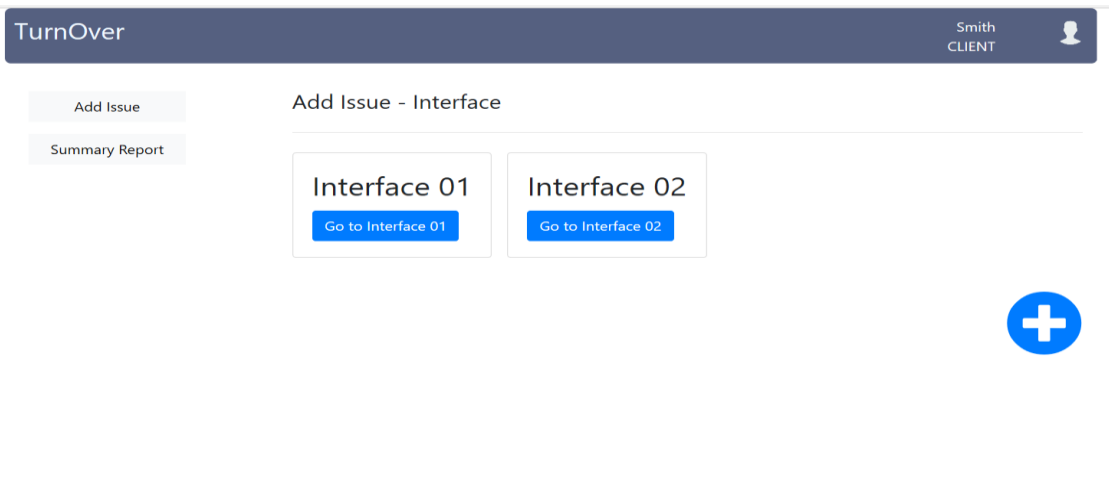 TurnOver
Smith
CLIENT
Add Issue
Summary Report
Add Issue - Interface
Interface 01
Go to Interface 01
Interface 02
Go to Interface 02